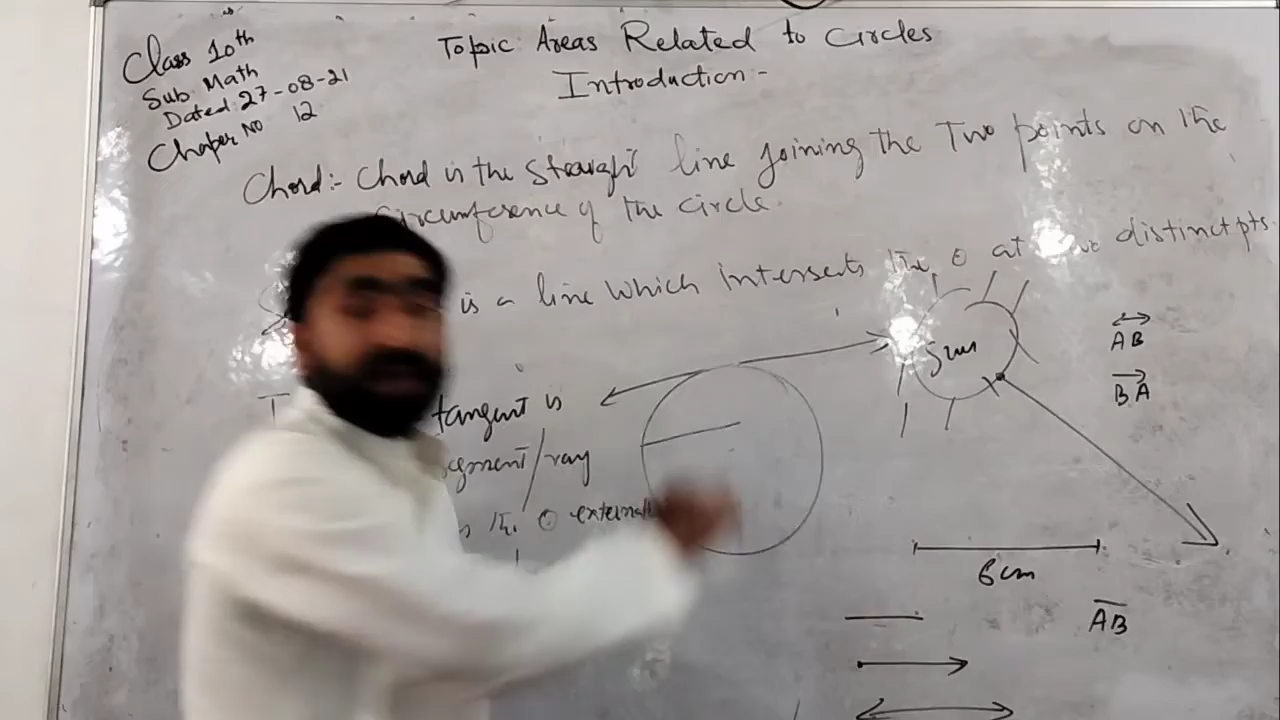 Class 10th
Sub Math
Dated 27-08-21
Chaper No 12
Topic Areas Related to Circles
Introduction -
Chord:- Chord is the straight line joining the Two points on the
circumference of the circle.
is a line which intersects the ⊙ at two distinct pts.
tangent is
segment/ray
the ⊙ externally
Sun
AB
BA
6cm
AB